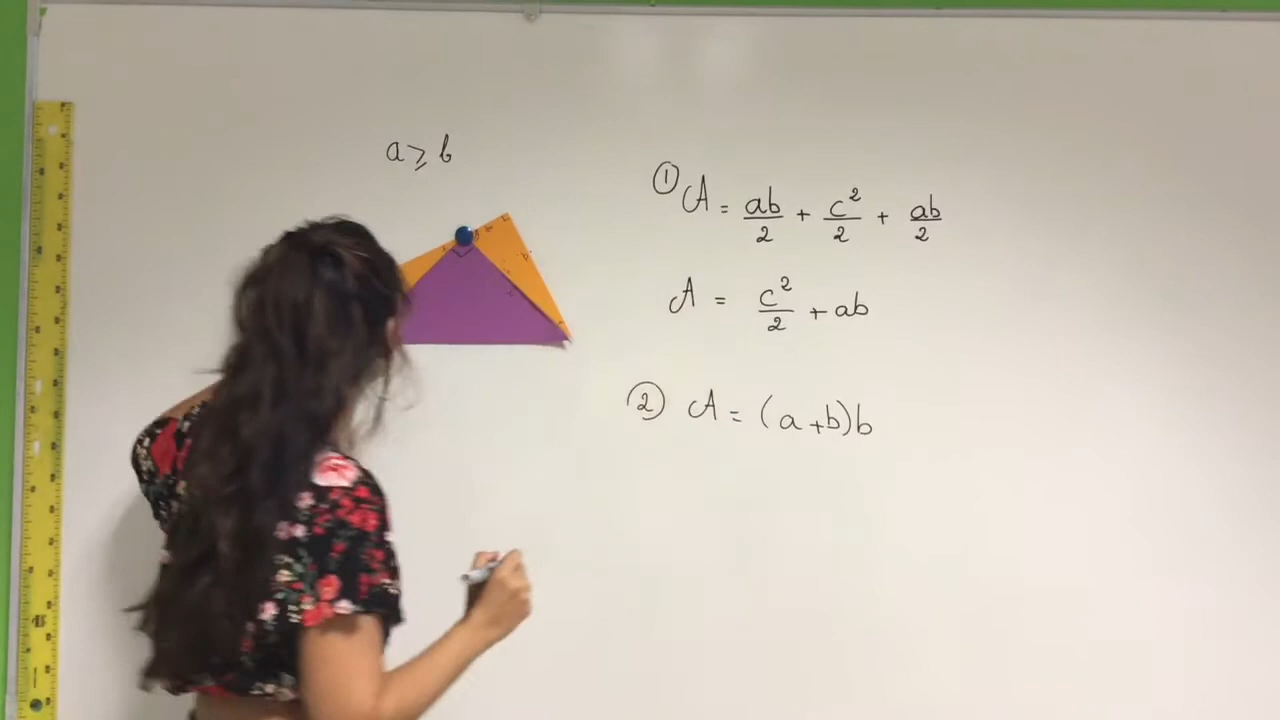 a ≥ b
① A = ab/2 + c²/2 + ab/2
A = c²/2 + ab
② A = (a+b)b